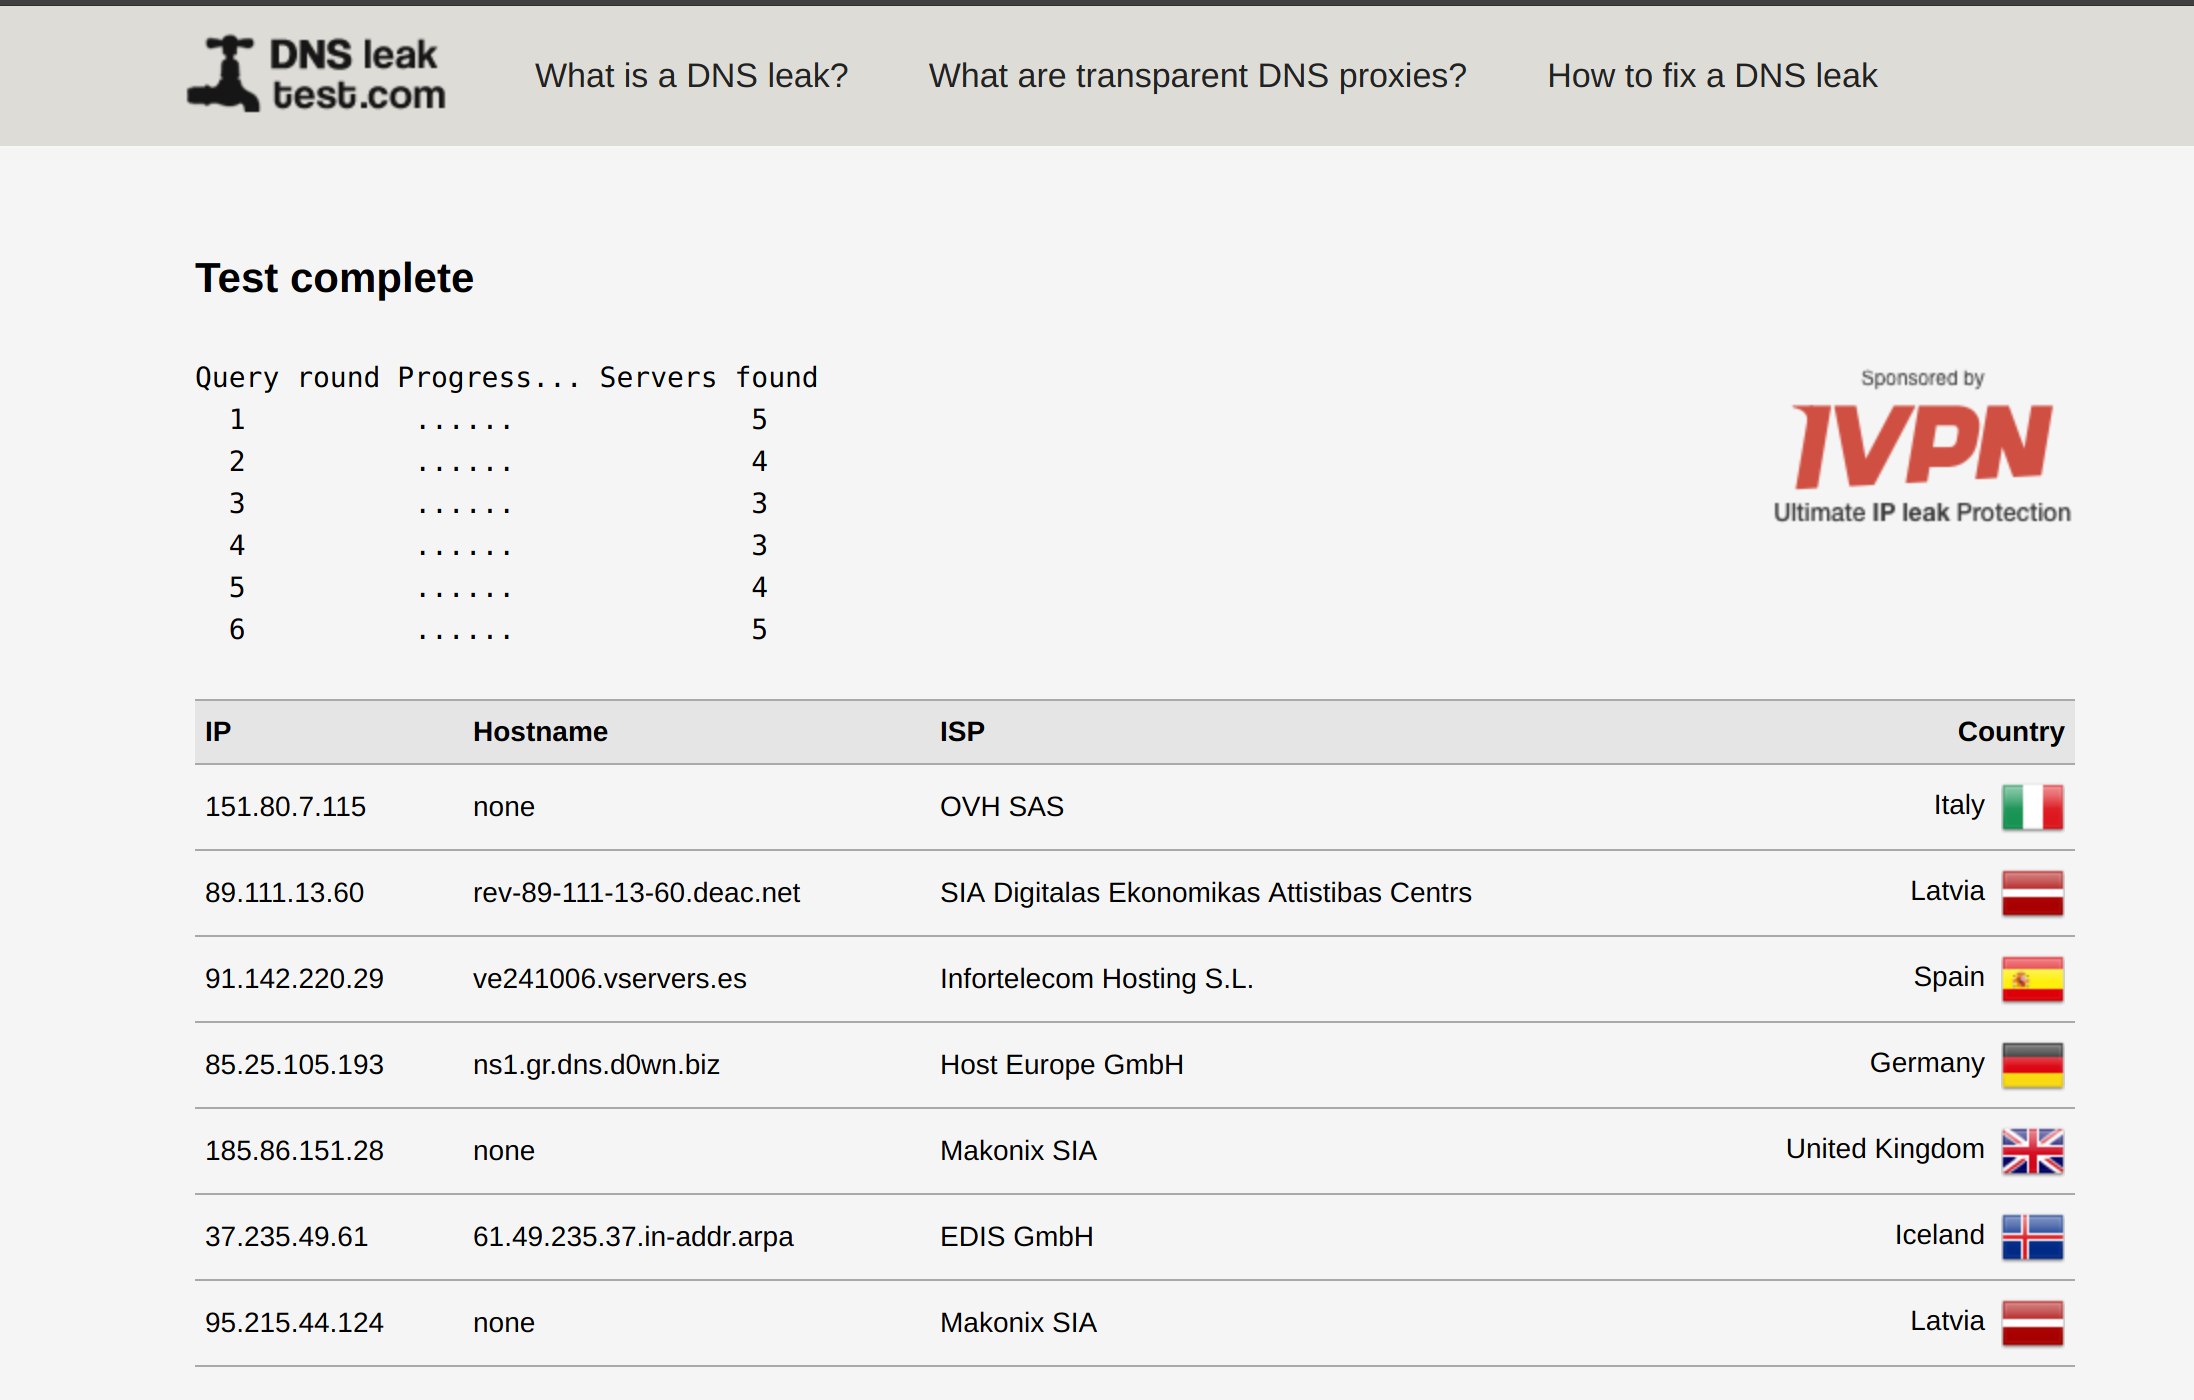 DNS leak
test.com
What is a DNS leak? What are transparent DNS proxies? How to fix a DNS leak
Test complete
Query round Progress... Servers found
1 ...... 5
2 ...... 4
3 ...... 3
4 ...... 3
5 ...... 4
6 ...... 5
Sponsored by
IVPN
Ultimate IP leak Protection
IP Hostname ISP Country
151.80.7.115 none OVH SAS Italy
89.111.13.60 rev-89-111-13-60.deac.net SIA Digitalas Ekonomikas Attistibas Centrs Latvia
91.142.220.29 ve241006.vservers.es Infortelecom Hosting S.L. Spain
85.25.105.193 ns1.gr.dns.d0wn.biz Host Europe GmbH Germany
185.86.151.28 none Makonix SIA United Kingdom
37.235.49.61 61.49.235.37.in-addr.arpa EDIS GmbH Iceland
95.215.44.124 none Makonix SIA Latvia